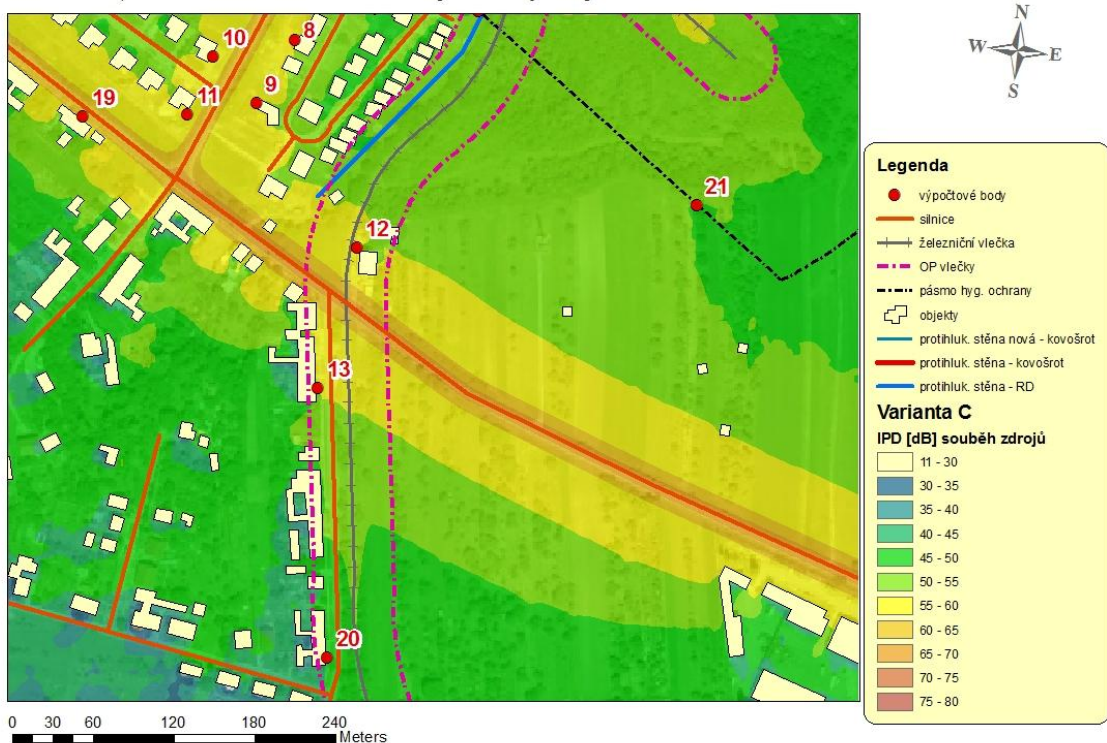 N
W E
S
8
10
9
11
19
12
21
13
20
Legenda
výpočtové body
silnice
železniční vlečka
OP vlečky
pásmo hyg. ochrany
objekty
protihluk. stěna nová - kovošrot
protihluk. stěna - kovošrot
protihluk. stěna - RD
Varianta C
IPD [dB] souběh zdrojů
11 - 30
30 - 35
35 - 40
40 - 45
45 - 50
50 - 55
55 - 60
60 - 65
65 - 70
70 - 75
75 - 80
0 30 60 120 180 240
Meters